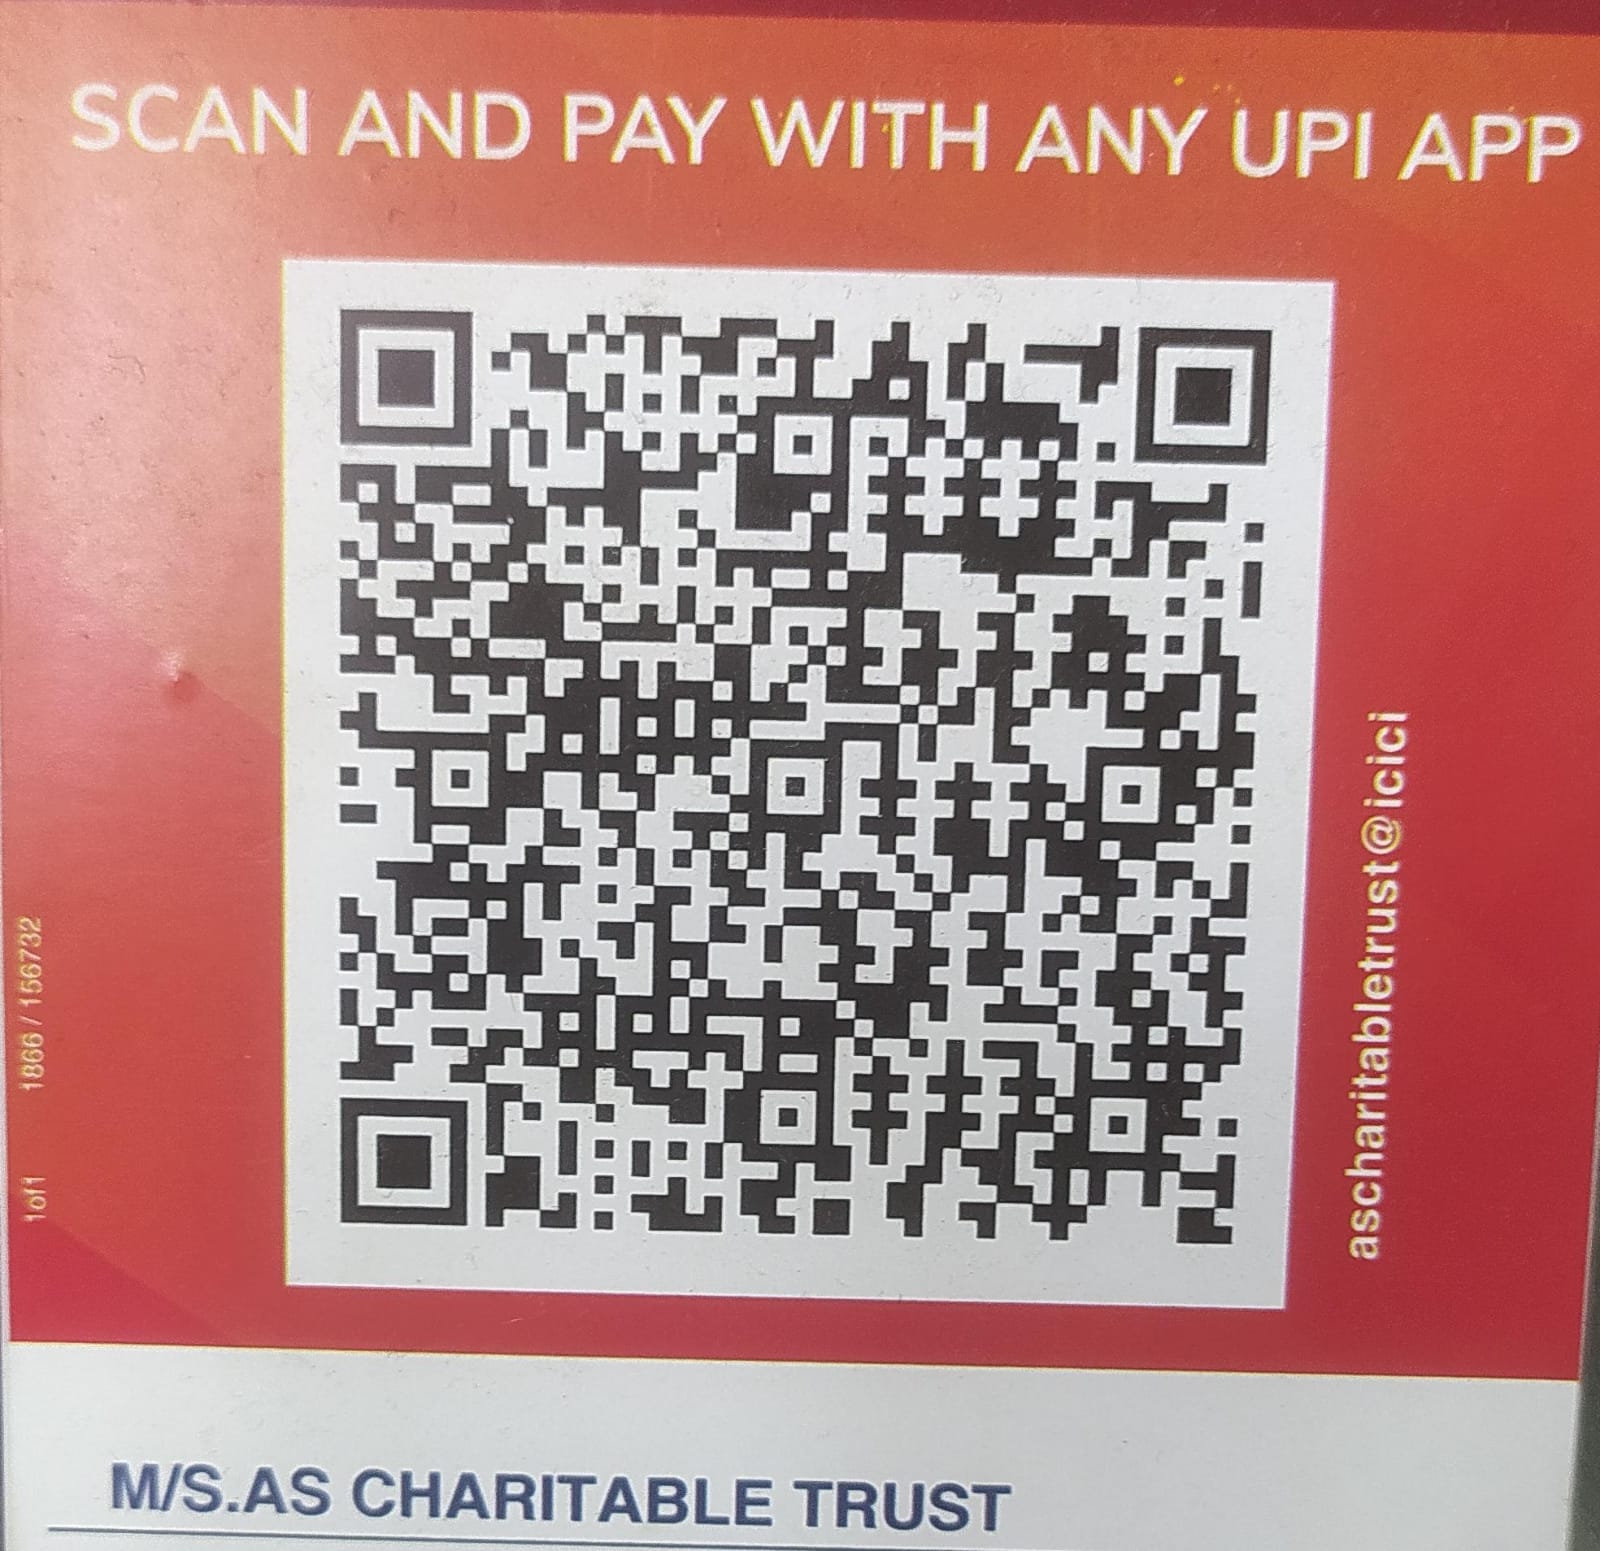 SCAN AND PAY WITH ANY UPI APP
ascharitabletrust@icici
1866 / 156732
1of1
M/S.AS CHARITABLE TRUST